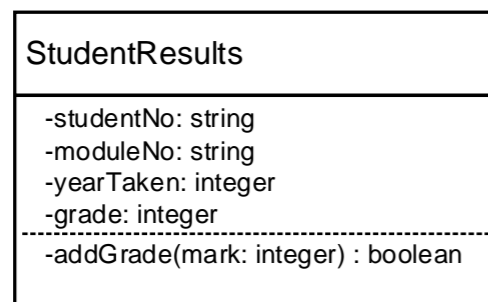 StudentResults
-studentNo: string
-moduleNo: string
-yearTaken: integer
-grade: integer
-addGrade(mark: integer) : boolean